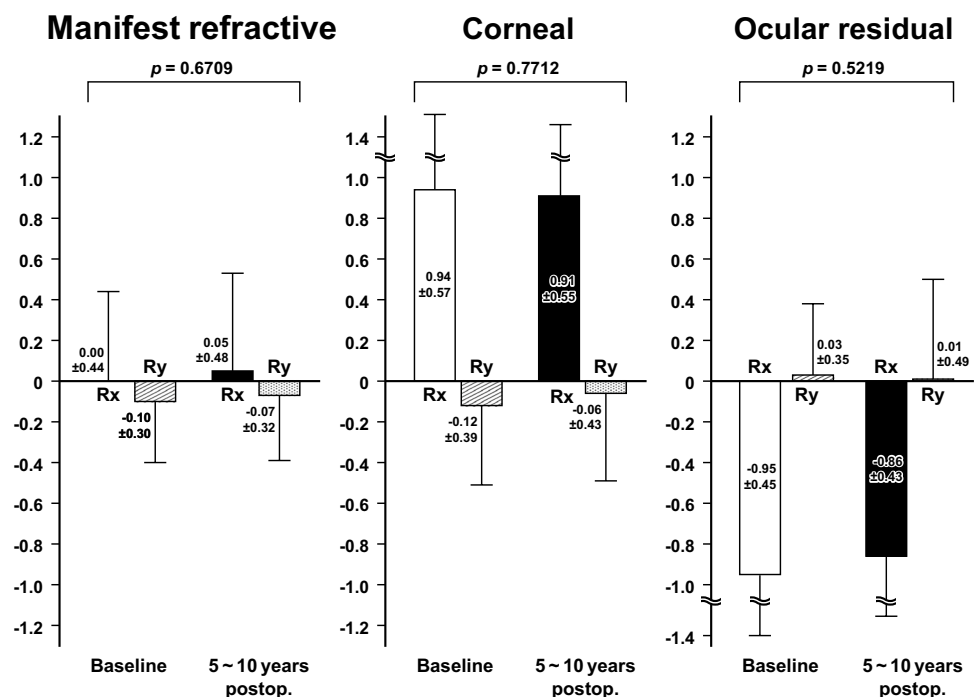 Manifest refractive
p = 0.6709
1.2
1.0
0.8
0.6
0.4
0.2
0
-0.2
-0.4
-0.6
-0.8
-1.0
-1.2
0.00
±0.44
Rx
Ry
-0.10
±0.30
0.05
±0.48
Rx
Ry
-0.07
±0.32
Baseline
5 ~ 10 years
postop.
Corneal
p = 0.7712
1.4
1.0
0.8
0.6
0.4
0.2
0
-0.2
-0.4
-0.6
-0.8
-1.0
-1.2
0.94
±0.57
Rx
Ry
-0.12
±0.39
0.91
±0.55
Rx
Ry
-0.06
±0.43
Baseline
5 ~ 10 years
postop.
Ocular residual
p = 0.5219
1.2
1.0
0.8
0.6
0.4
0.2
0
-0.2
-0.4
-0.6
-0.8
-1.0
-1.4
Rx
-0.95
±0.45
0.03
±0.35
Ry
Rx
-0.86
±0.43
0.01
±0.49
Ry
Baseline
5 ~ 10 years
postop.